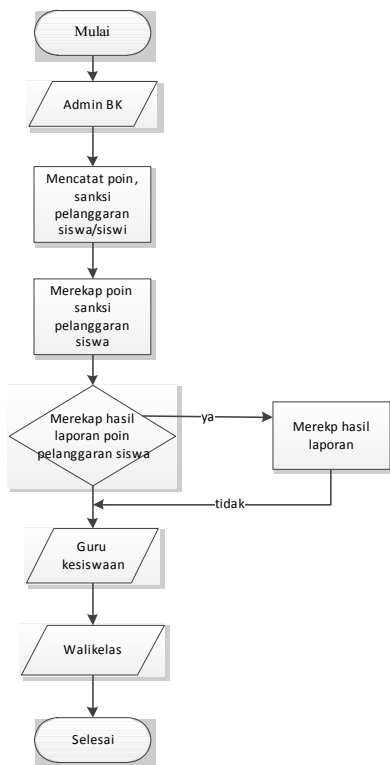 Mulai
Admin BK
Mencatat poin,
sanksi
pelanggaran
siswa/siswi
Merekap poin
sanksi
pelanggaran
siswa
Merekap hasil
laporan poin
pelanggaran siswa
ya
Merekp hasil
laporan
tidak
Guru
kesiswaan
Walikelas
Selesai